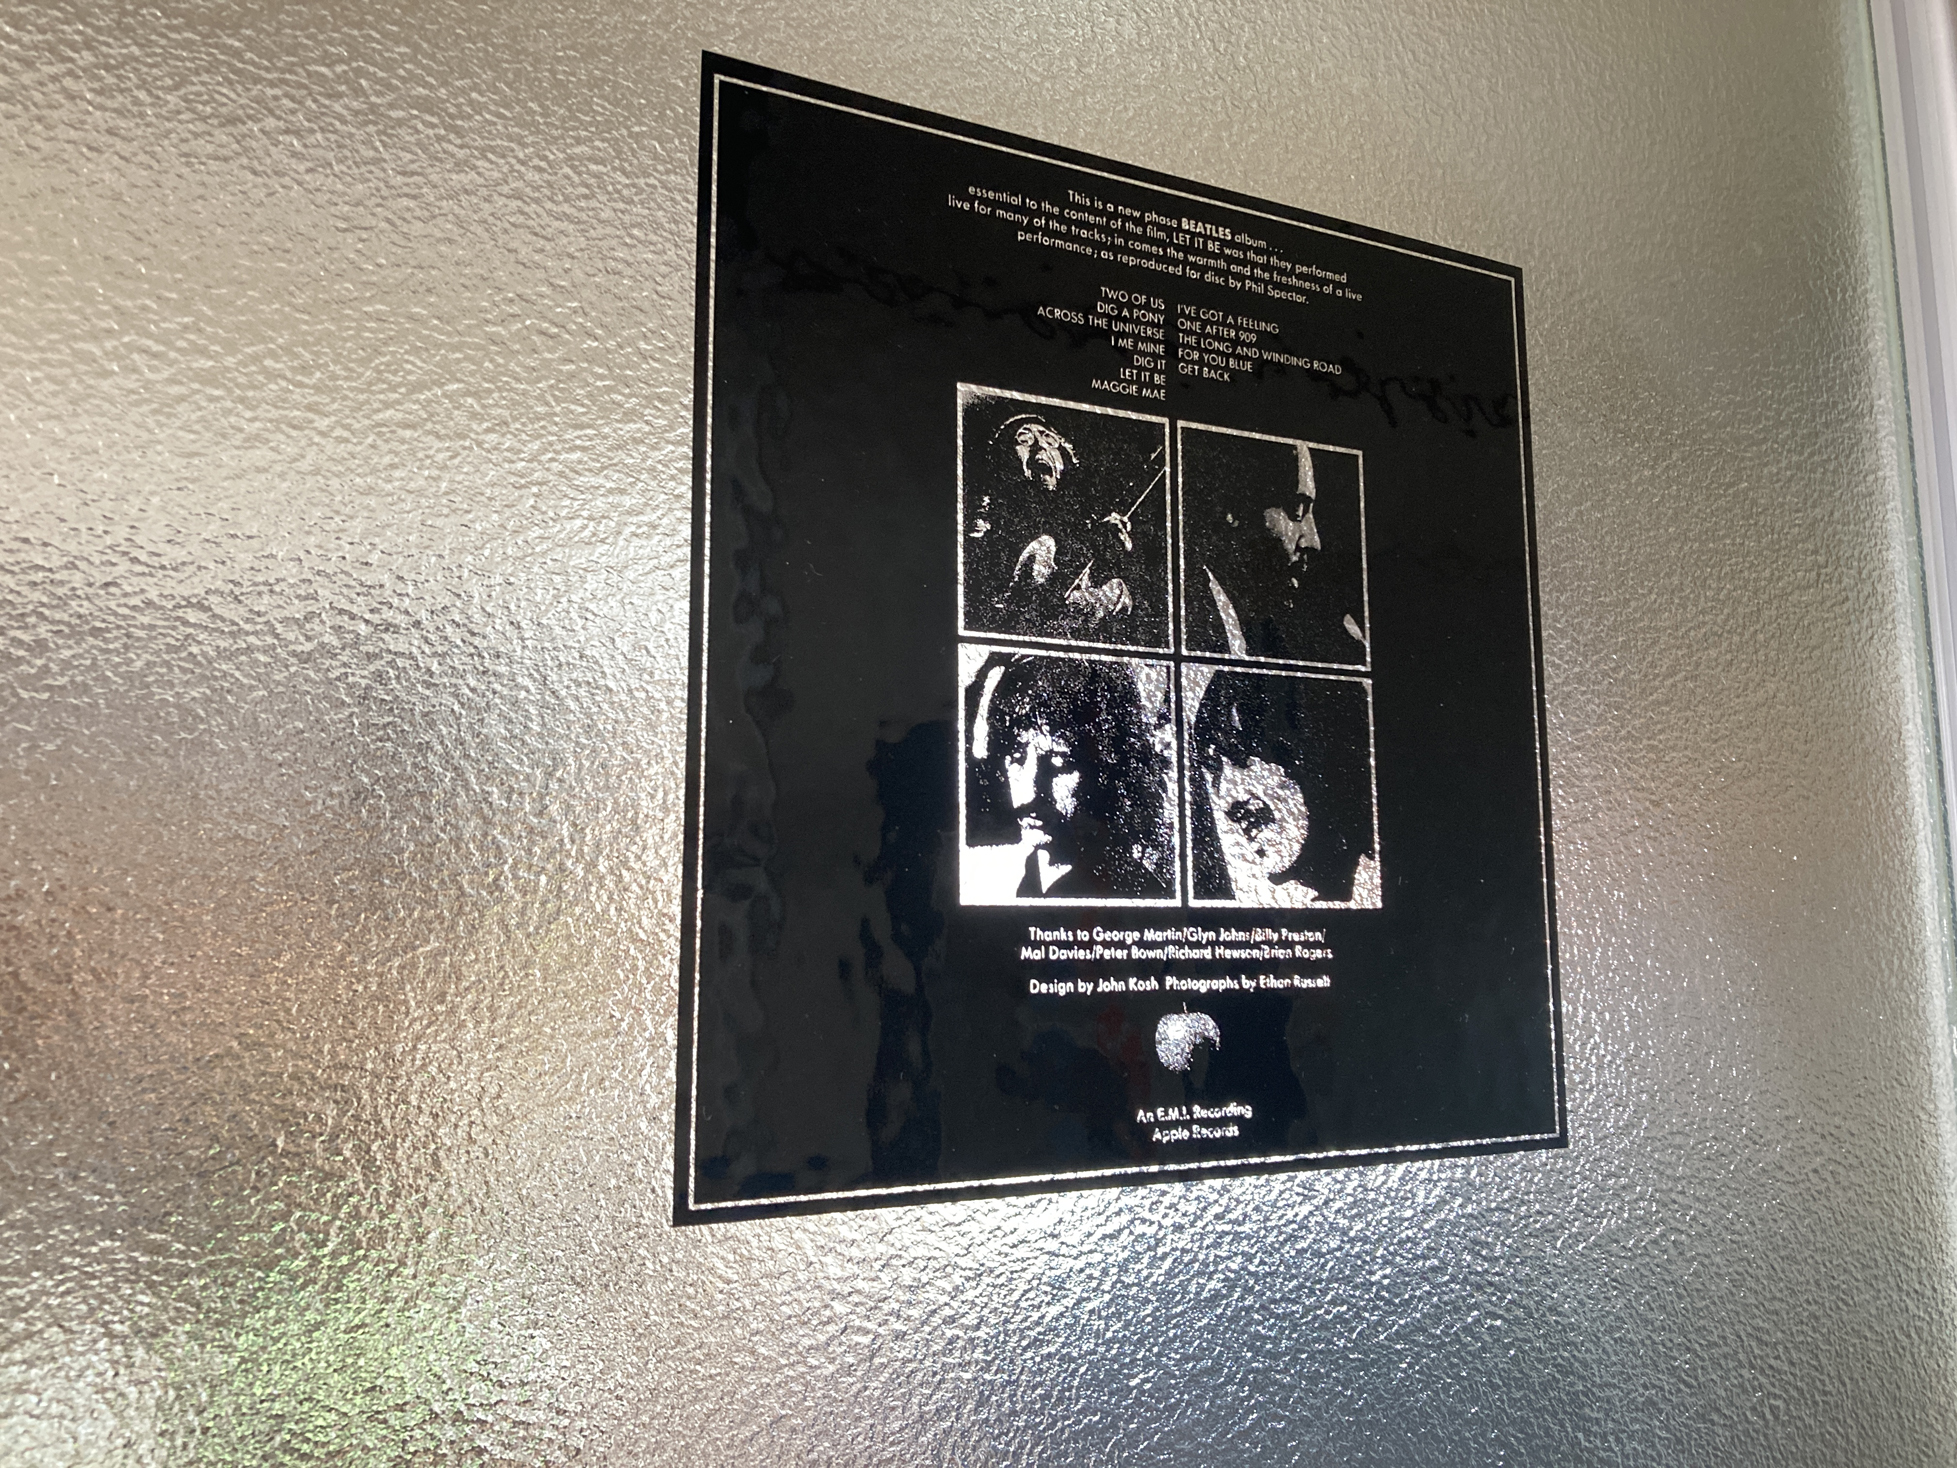 This is a new phase BEATLES album . . .
essential to the content of the film, LET IT BE was that they performed
live for many of the tracks; in comes the warmth and the freshness of a live
performance; as reproduced for disc by Phil Spector.
TWO OF US
DIG A PONY
ACROSS THE UNIVERSE
I ME MINE
DIG IT
LET IT BE
MAGGIE MAE
I'VE GOT A FEELING
ONE AFTER 909
THE LONG AND WINDING ROAD
FOR YOU BLUE
GET BACK
Thanks to George Martin/Glyn Johns/Billy Preston/
Mal Davies/Peter Bown/Richard Hewson/Brian Rogers
Design by John Kosh Photographs by Ethan Russell
An E.M.I. Recording
Apple Records